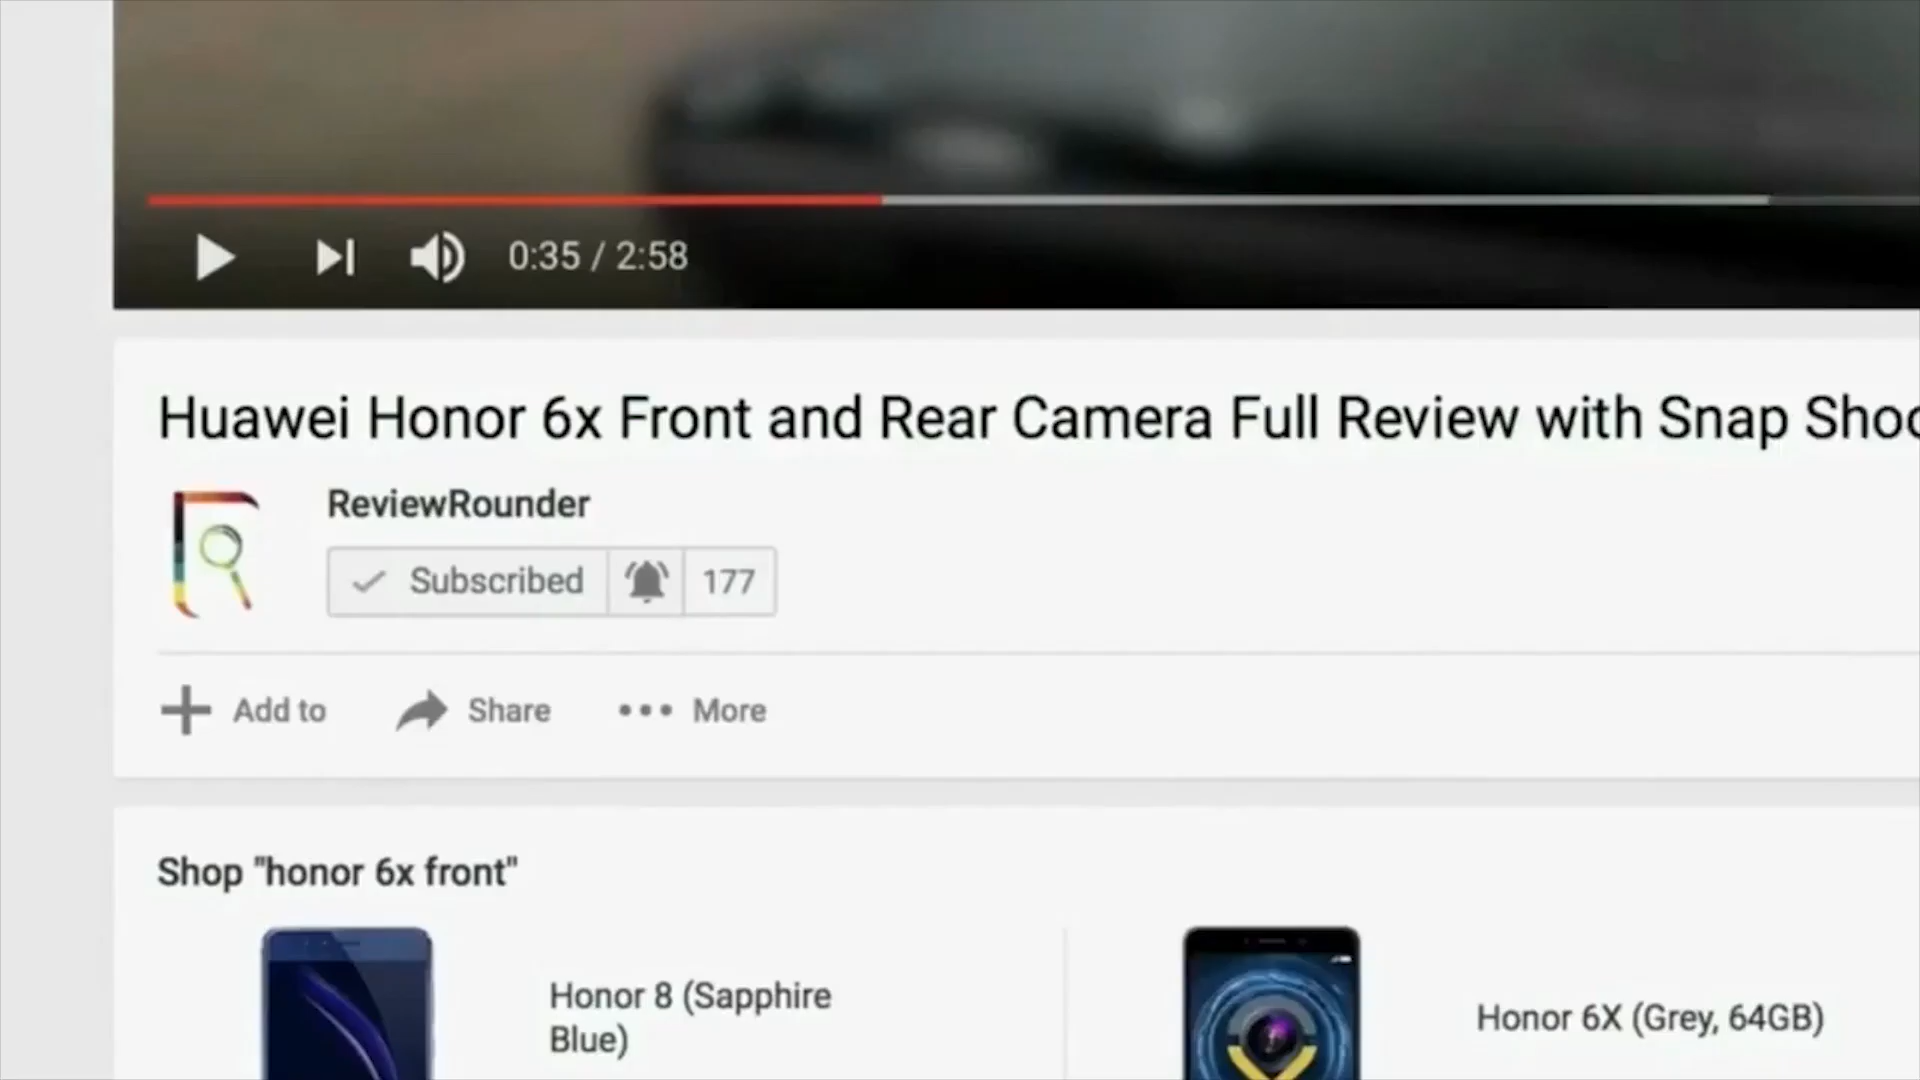 0:35 / 2:58
Huawei Honor 6x Front and Rear Camera Full Review with Snap
ReviewRounder
Subscribed 177
Add to Share More
Shop "honor 6x front"
Honor 8 (Sapphire
Blue)
Honor 6X (Grey, 64GB)